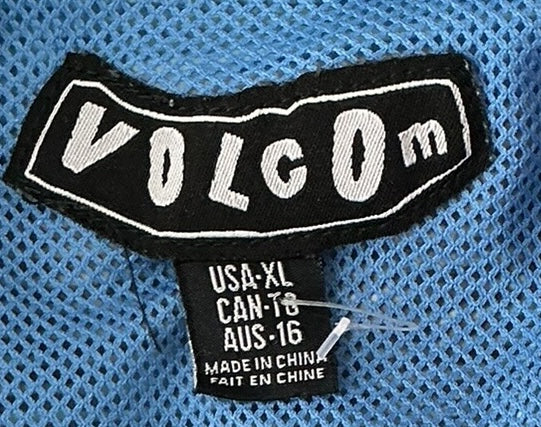 VOLCOM
USA-XL
CAN-TG
AUS-16
MADE IN CHINA
FAIT EN CHINE